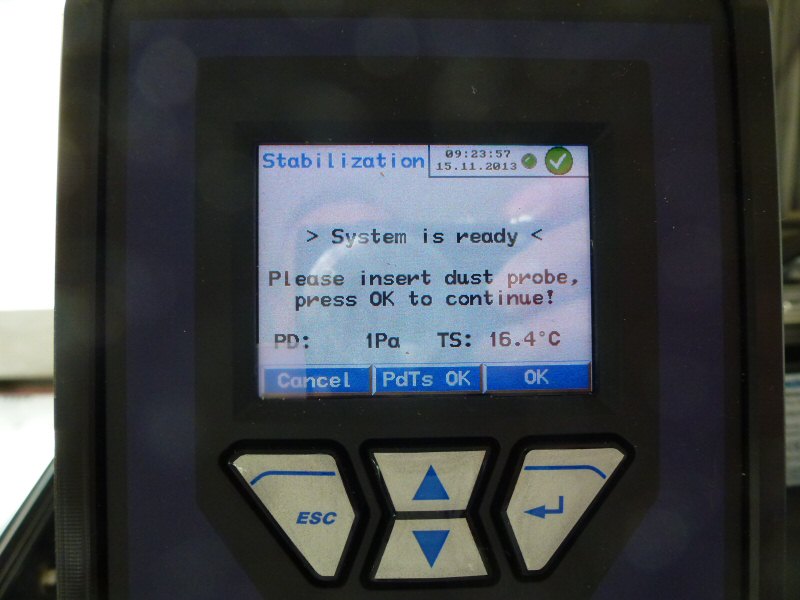 Stabilization
09:23:57
15.11.2013
> System is ready <
Please insert dust probe,
press OK to continue!
PD: 1Pa TS: 16.4°C
Cancel PdTs OK OK
ESC